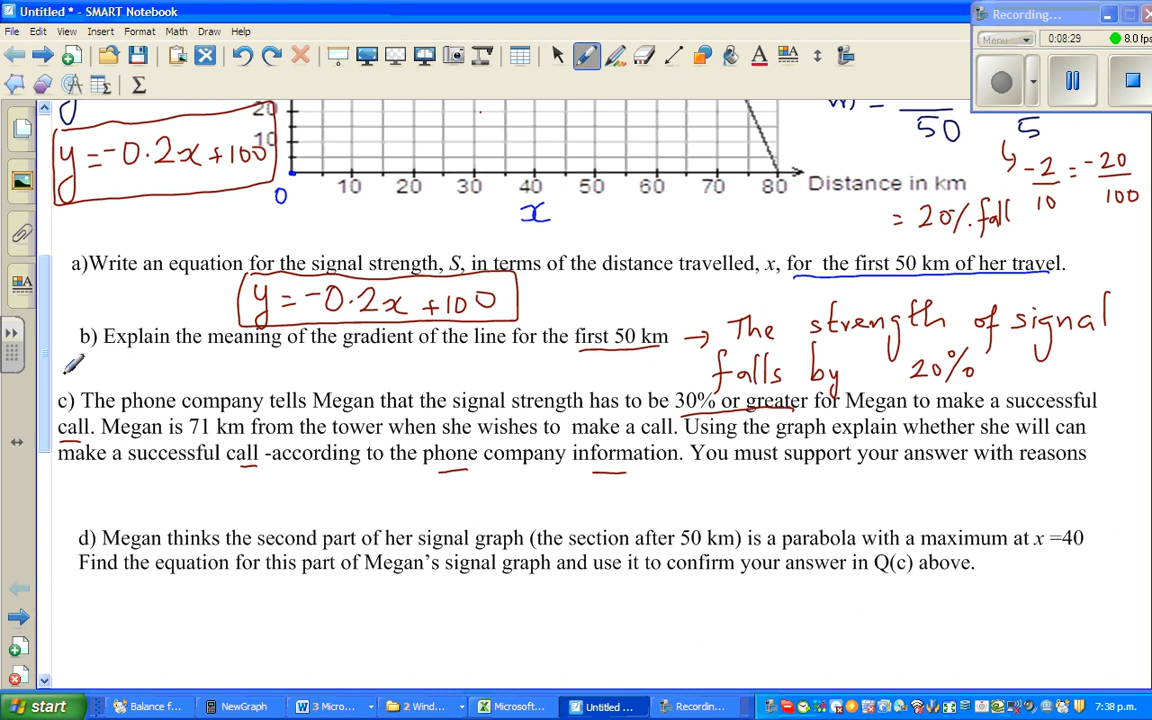 Untitled * - SMART Notebook
Recording...
File Edit View Insert Format Math Draw Help
Menu 0:08:29 8.0 fps
20
10
y = -0.2x + 100
50
5
-2/10 = -20/100
= 20% fall
0
10 20 30 40 50 60 70 80 Distance in km
x
a)Write an equation for the signal strength, S, in terms of the distance travelled, x, for the first 50 km of her travel.
y = -0.2x + 100
b) Explain the meaning of the gradient of the line for the first 50 km → The strength of signal
falls by 20%
c) The phone company tells Megan that the signal strength has to be 30% or greater for Megan to make a successful
call. Megan is 71 km from the tower when she wishes to make a call. Using the graph explain whether she will can
make a successful call -according to the phone company information. You must support your answer with reasons
d) Megan thinks the second part of her signal graph (the section after 50 km) is a parabola with a maximum at x =40
Find the equation for this part of Megan's signal graph and use it to confirm your answer in Q(c) above.
start Balance f... NewGraph 3 Micro... 2 Wind... Microsoft... Untitled ... Recordin... 7:38 p.m.